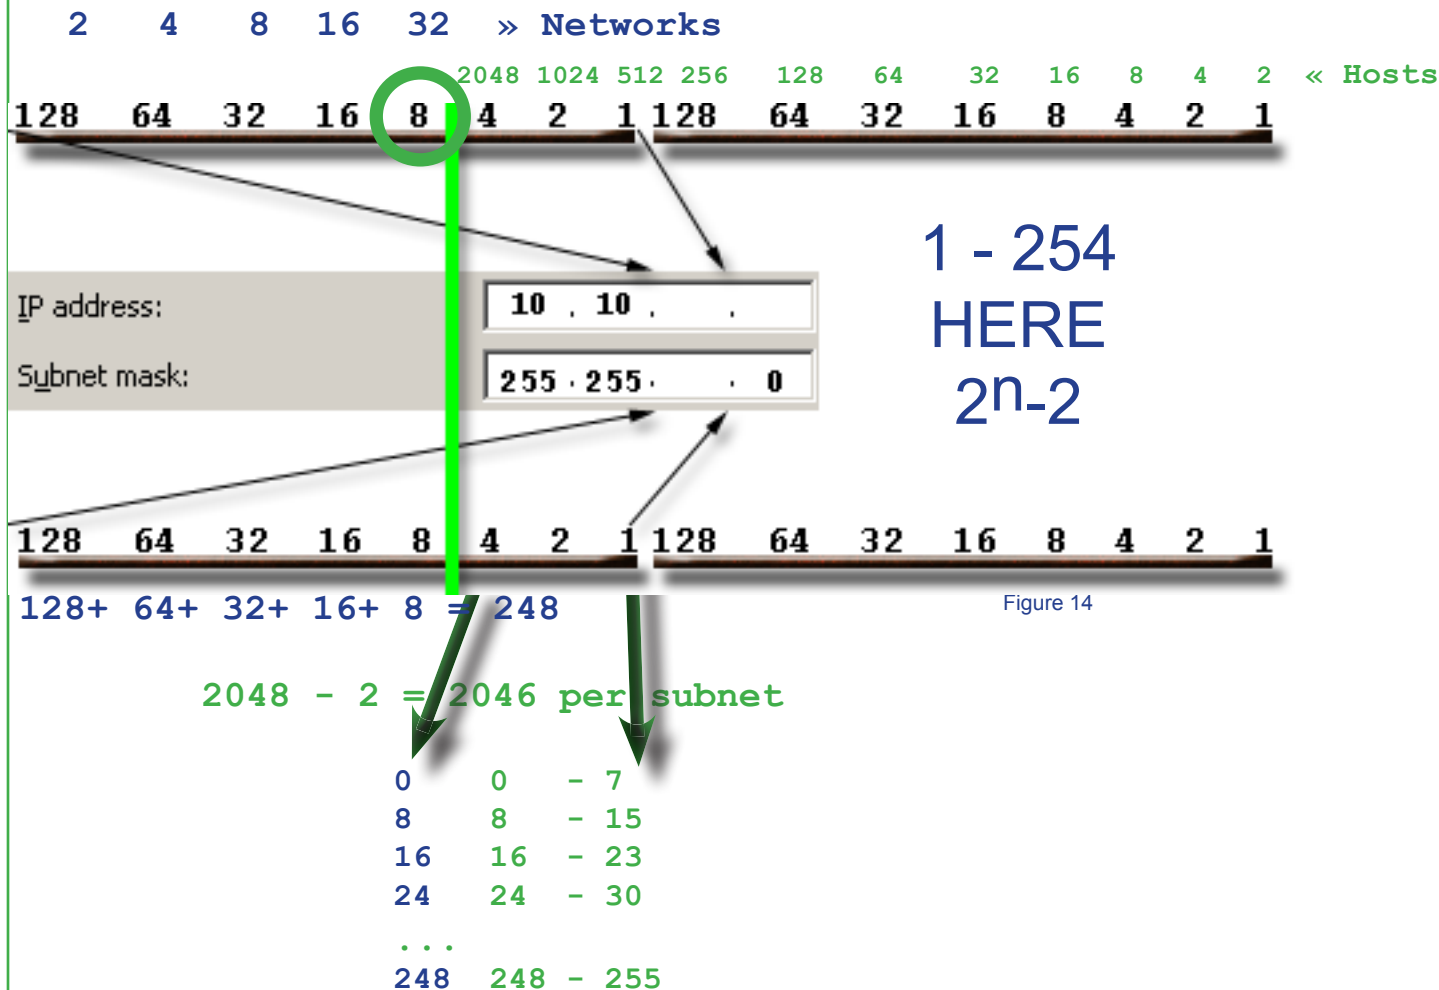 2 4 8 16 32 » Networks
2048 1024 512 256 128 64 32 16 8 4 2 « Hosts
128 64 32 16 8 4 2 1 128 64 32 16 8 4 2 1
1 - 254
HERE
2n-2
IP address: 10 . 10 . .
Subnet mask: 255 . 255 . . 0
128 64 32 16 8 4 2 1 128 64 32 16 8 4 2 1
128+ 64+ 32+ 16+ 8 = 248
Figure 14
2048 - 2 = 2046 per subnet
0 0 - 7
8 8 - 15
16 16 - 23
24 24 - 30
...
248 248 - 255